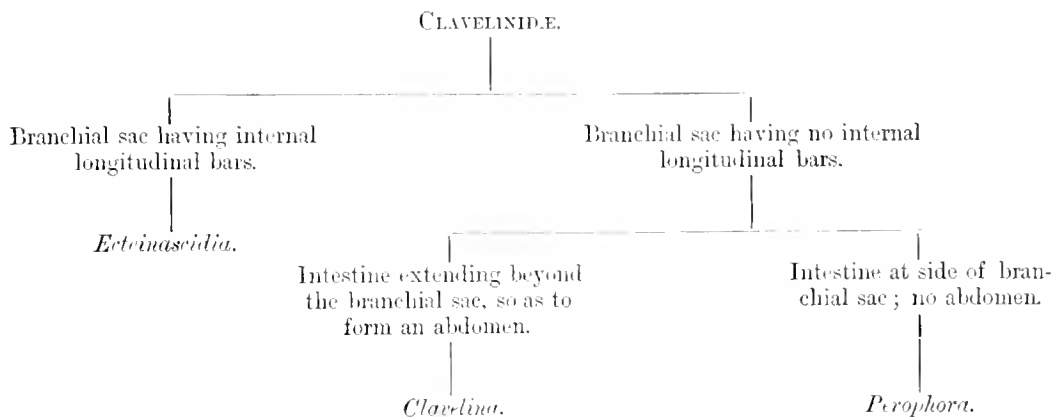 CLAVELINIDÆ.
Branchial sac having internal
longitudinal bars.
Branchial sac having no internal
longitudinal bars.
Ecteinascidia.
Intestine extending beyond
the branchial sac, so as to
form an abdomen.
Intestine at side of bran-
chial sac; no abdomen.
Clavelina.
Perophora.